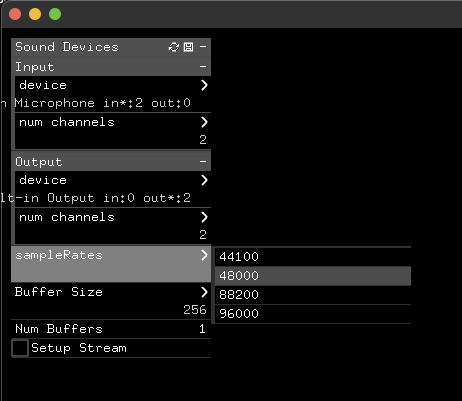 Sound Devices
Input
device
Microphone in*:2 out:0
num channels
2
Output
device
lt-in Output in:0 out*:2
num channels
2
sampleRates
44100
48000
88200
96000
Buffer Size
256
Num Buffers 1
Setup Stream